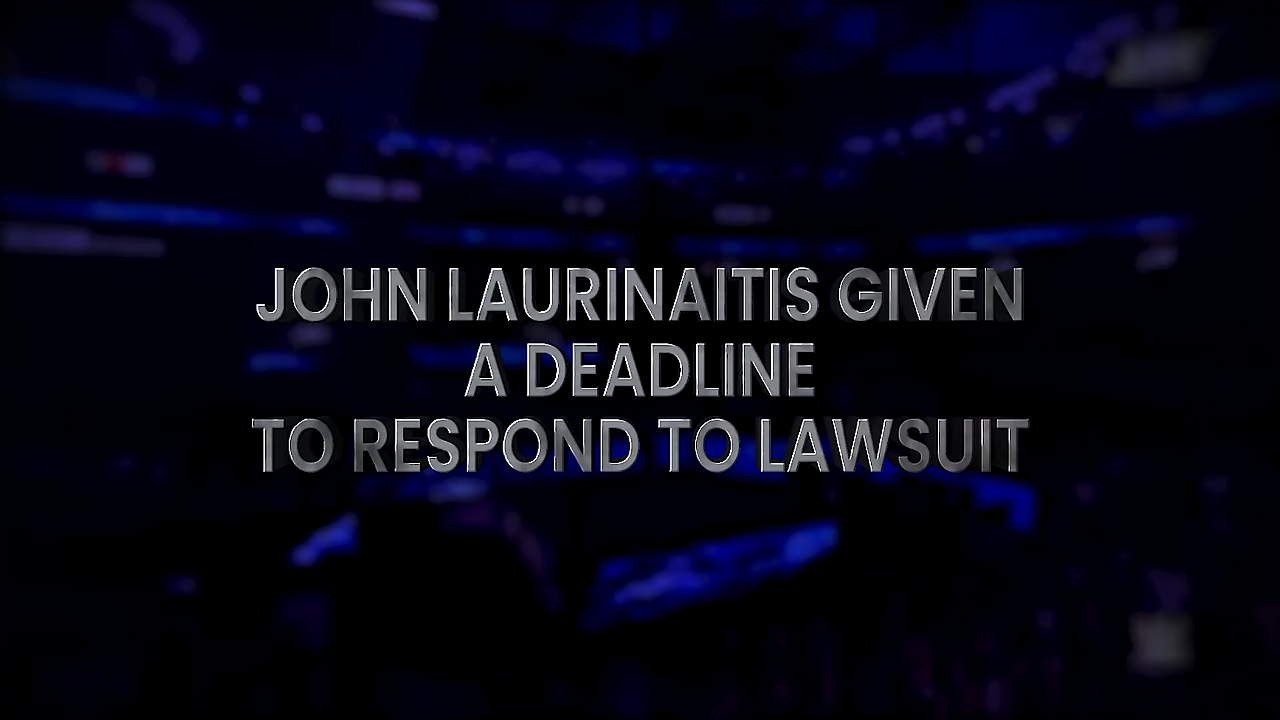 JOHN LAURINAITIS GIVEN
A DEADLINE
TO RESPOND TO LAWSUIT